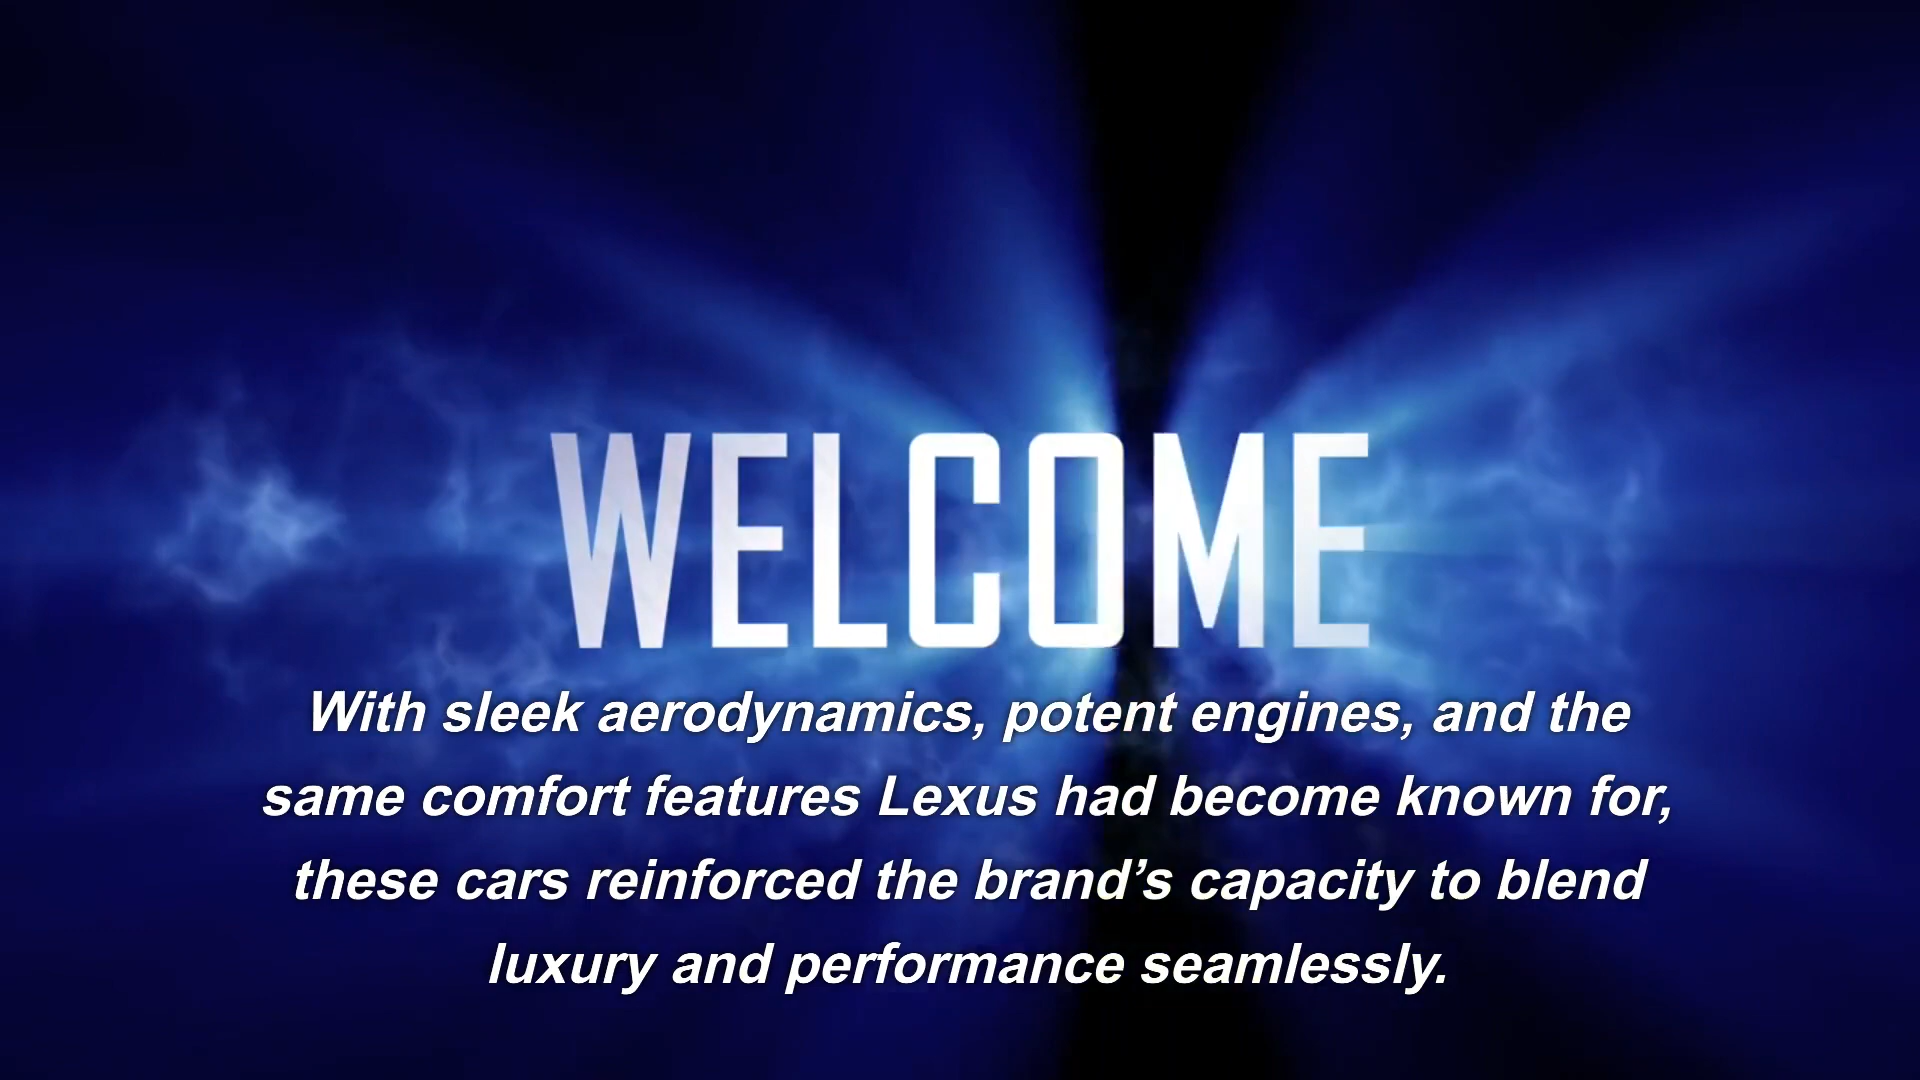 WELCOME
With sleek aerodynamics, potent engines, and the
same comfort features Lexus had become known for,
these cars reinforced the brand’s capacity to blend
luxury and performance seamlessly.